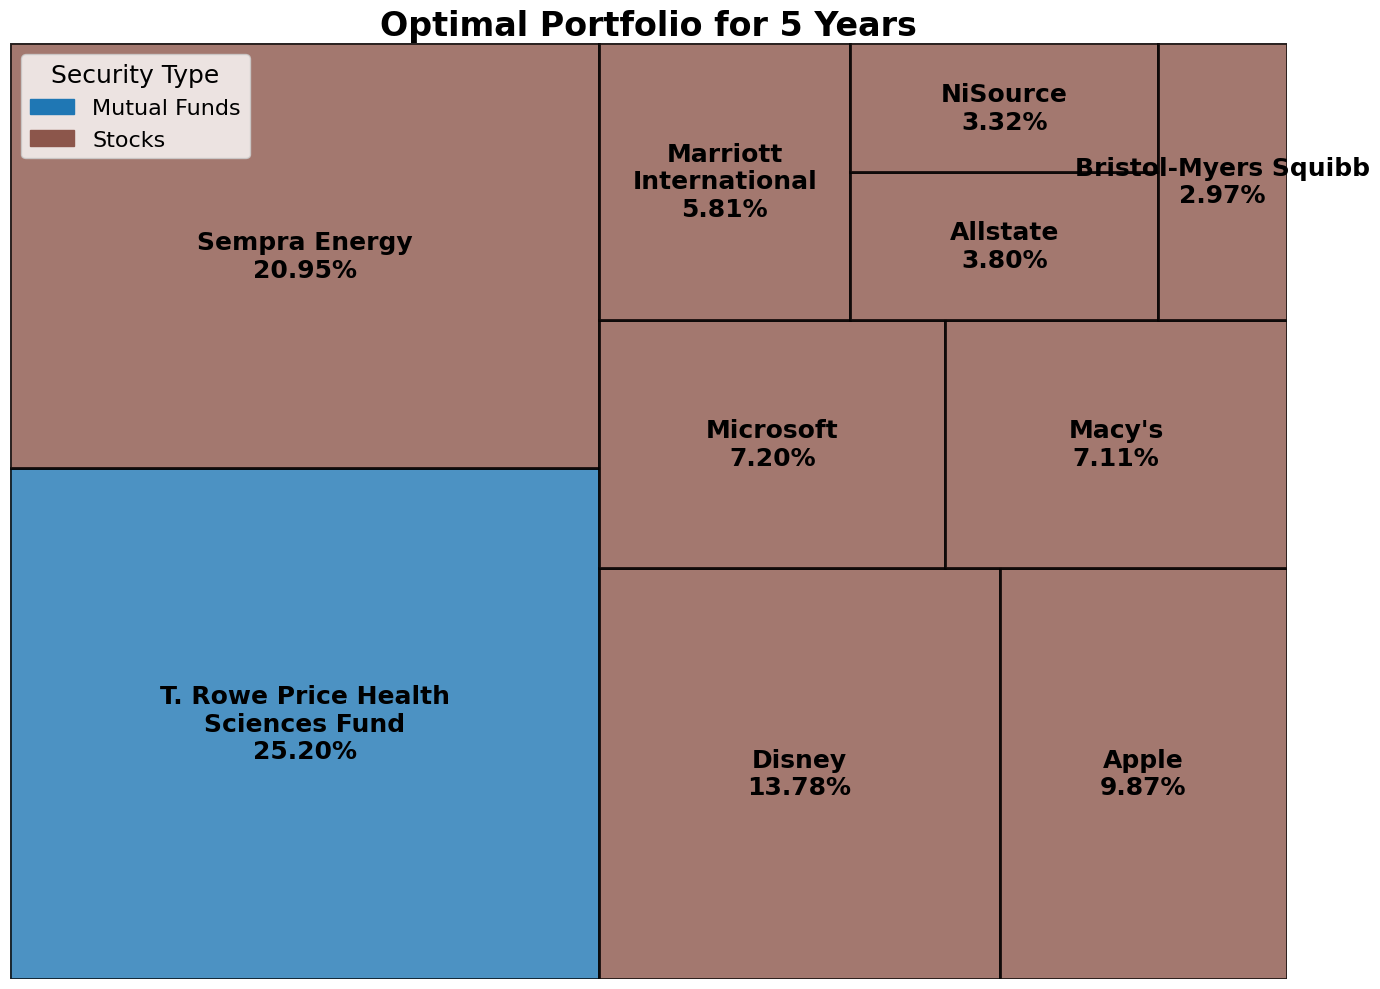 Optimal Portfolio for 5 Years
Security Type
Mutual Funds
Stocks
Sempra Energy
20.95%
T. Rowe Price Health
Sciences Fund
25.20%
Marriott
International
5.81%
NiSource
3.32%
Allstate
3.80%
Bristol-Myers Squibb
2.97%
Microsoft
7.20%
Macy's
7.11%
Disney
13.78%
Apple
9.87%